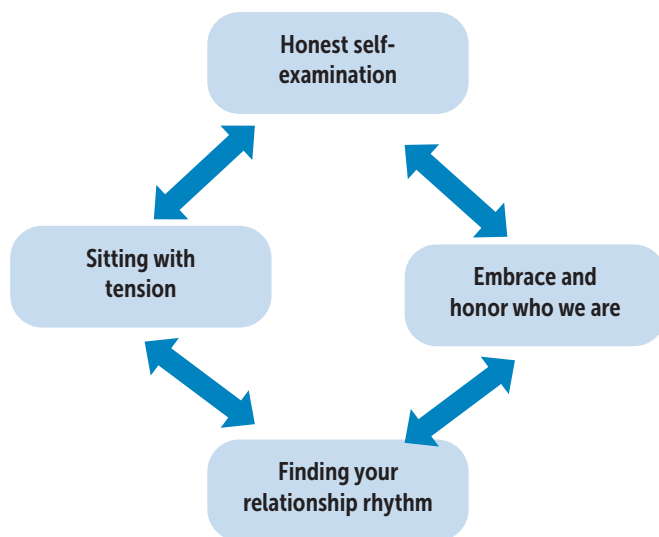 Honest self-
examination
Sitting with
tension
Embrace and
honor who we are
Finding your
relationship rhythm